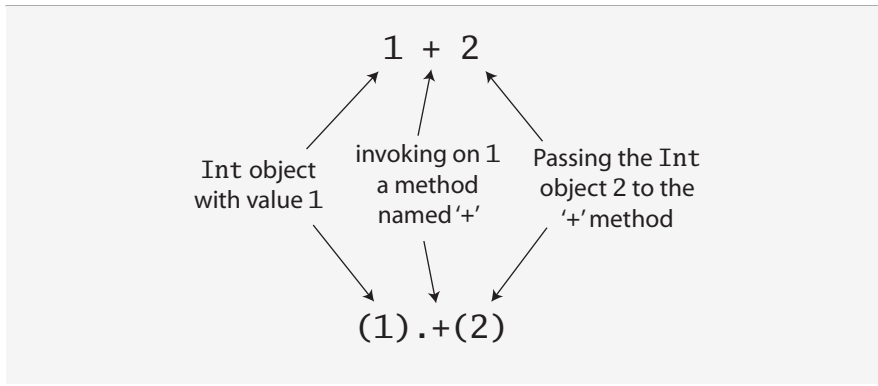 1 + 2
Int object
with value 1
invoking on 1
a method
named '+'
Passing the Int
object 2 to the
'+' method
(1).+(2)